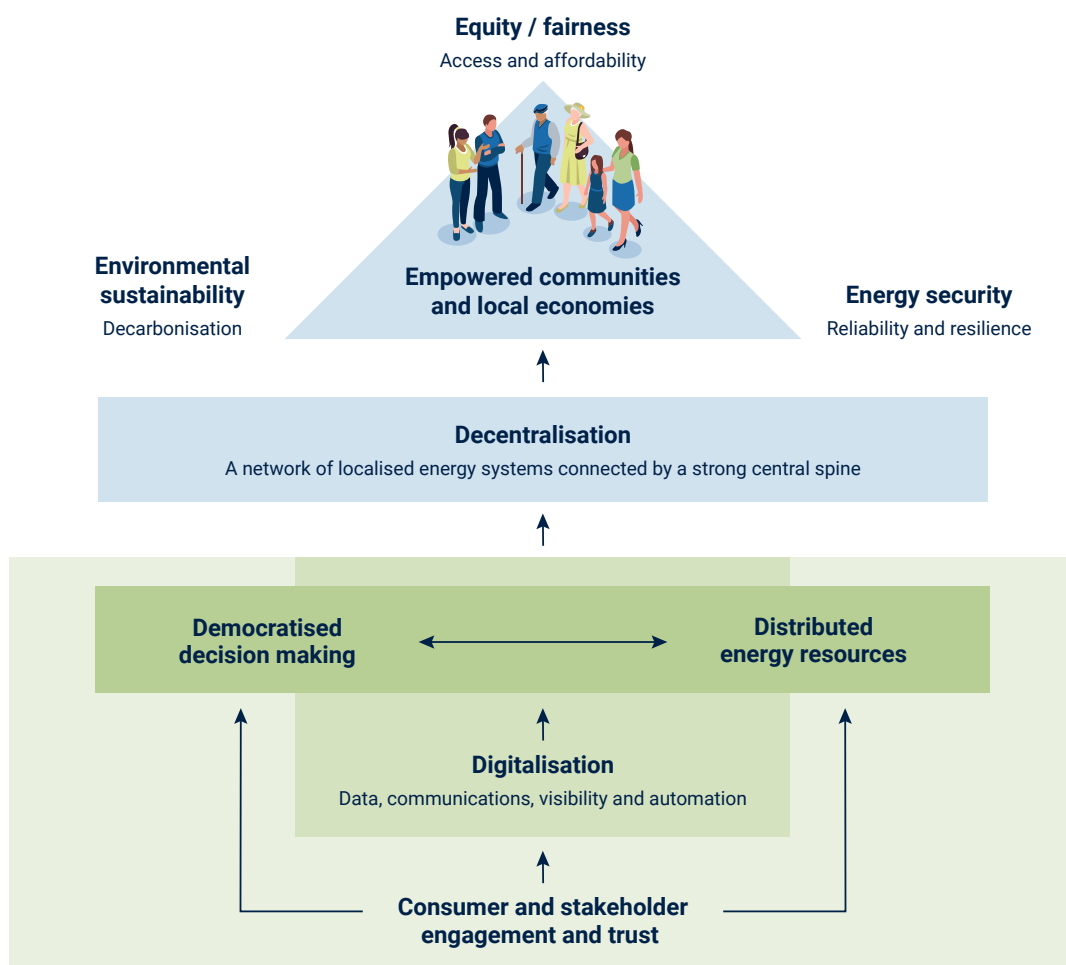 Equity / fairness
Access and affordability
Environmental
sustainability
Decarbonisation
Empowered communities
and local economies
Energy security
Reliability and resilience
Decentralisation
A network of localised energy systems connected by a strong central spine
Democratised
decision making
Distributed
energy resources
Digitalisation
Data, communications, visibility and automation
Consumer and stakeholder
engagement and trust